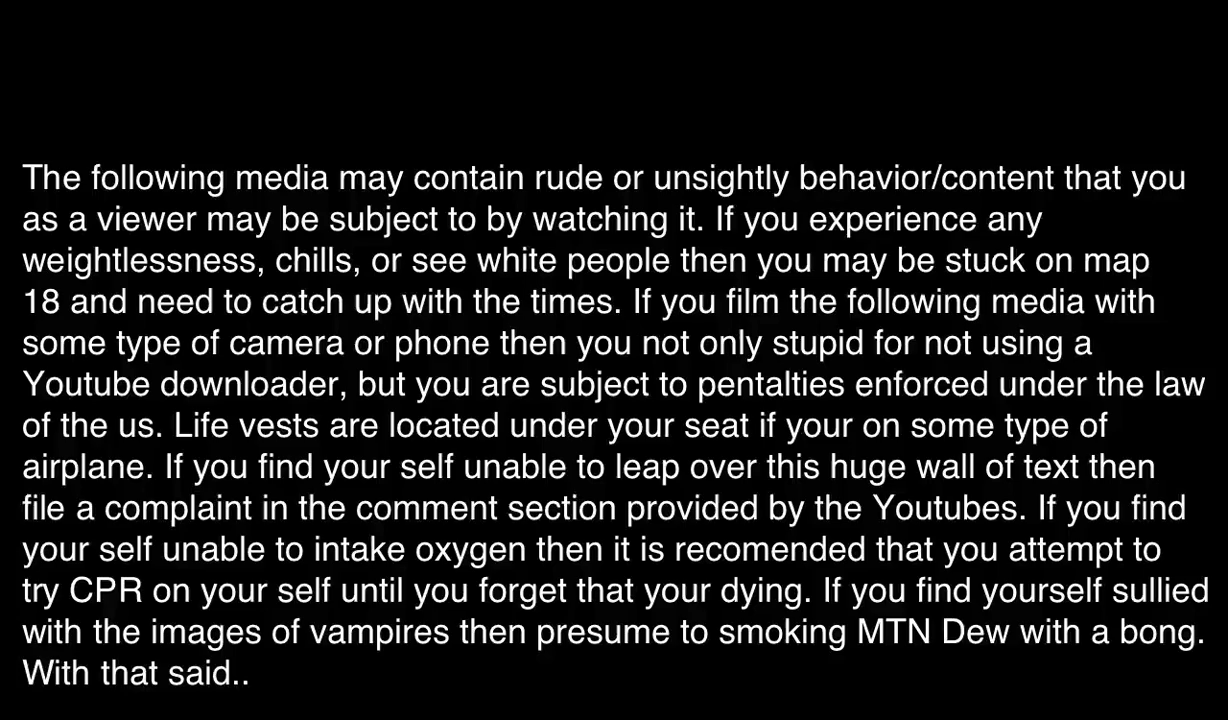 The following media may contain rude or unsightly behavior/content that you
as a viewer may be subject to by watching it. If you experience any
weightlessness, chills, or see white people then you may be stuck on map
18 and need to catch up with the times. If you film the following media with
some type of camera or phone then you not only stupid for not using a
Youtube downloader, but you are subject to pentalties enforced under the law
of the us. Life vests are located under your seat if your on some type of
airplane. If you find your self unable to leap over this huge wall of text then
file a complaint in the comment section provided by the Youtubes. If you find
your self unable to intake oxygen then it is recomended that you attempt to
try CPR on your self until you forget that your dying. If you find yourself sullied
with the images of vampires then presume to smoking MTN Dew with a bong.
With that said..